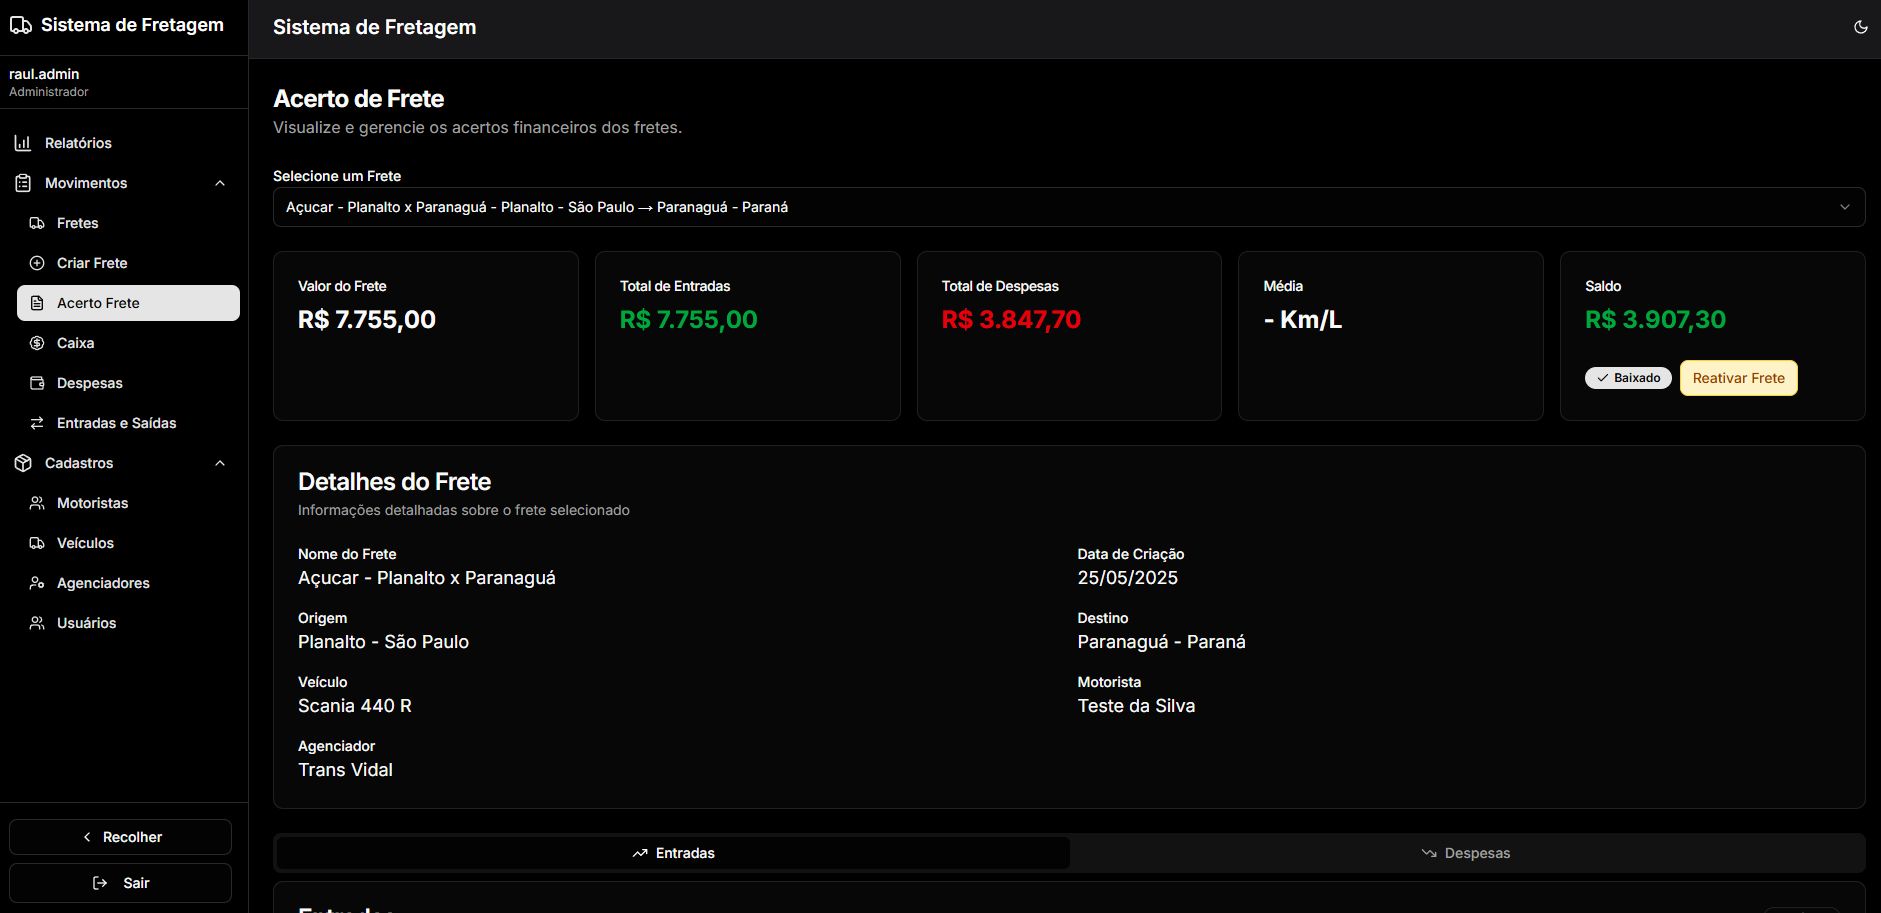 Sistema de Fretagem
raul.admin
Administrador
Relatórios
Movimentos
Fretes
Criar Frete
Acerto Frete
Caixa
Despesas
Entradas e Saídas
Cadastros
Motoristas
Veículos
Agenciadores
Usuários
Recolher
Sair
Sistema de Fretagem
Acerto de Frete
Visualize e gerencie os acertos financeiros dos fretes.
Selecione um Frete
Açucar - Planalto x Paranaguá - Planalto - São Paulo → Paranaguá - Paraná
Valor do Frete
R$ 7.755,00
Total de Entradas
R$ 7.755,00
Total de Despesas
R$ 3.847,70
Média
- Km/L
Saldo
R$ 3.907,30
Baixado
Reativar Frete
Detalhes do Frete
Informações detalhadas sobre o frete selecionado
Nome do Frete
Açucar - Planalto x Paranaguá
Data de Criação
25/05/2025
Origem
Planalto - São Paulo
Destino
Paranaguá - Paraná
Veículo
Scania 440 R
Motorista
Teste da Silva
Agenciador
Trans Vidal
Entradas
Despesas